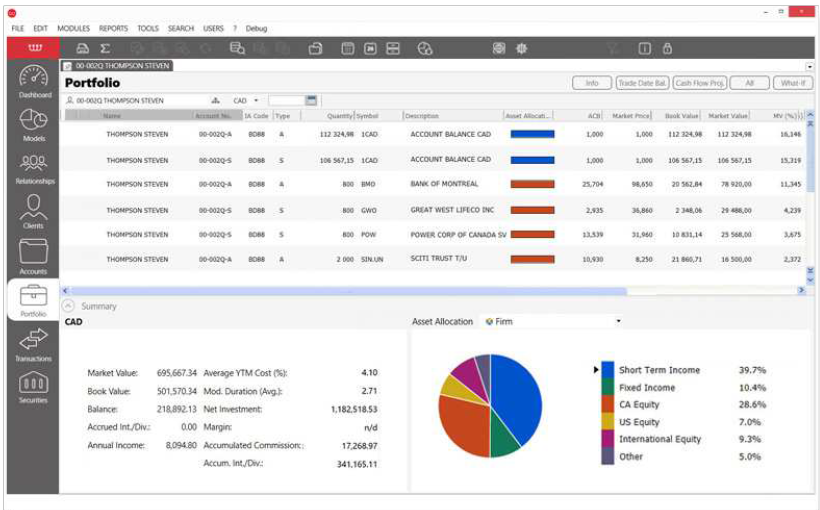 FILE EDIT MODULES REPORTS TOOLS SEARCH USERS ? Debug
00-002Q THOMPSON STEVEN
Portfolio Info Trade Date Bal. Cash Flow Proj. All What-If
00-002Q THOMPSON STEVEN CAD
Name Account No. IA Code Type Quantity Symbol Description Asset Allocati... ACB Market Price Book Value Market Value MV (%)
THOMPSON STEVEN 00-002Q-A BD88 A 112 324,98 1CAD ACCOUNT BALANCE CAD 1,000 1,000 112 324,98 112 324,98 16,146
THOMPSON STEVEN 00-002Q-S BD88 S 106 567,15 1CAD ACCOUNT BALANCE CAD 1,000 1,000 106 567,15 106 567,15 15,319
THOMPSON STEVEN 00-002Q-A BD88 A 800 BMO BANK OF MONTREAL 25,704 98,650 20 562,84 78 920,00 11,345
THOMPSON STEVEN 00-002Q-S BD88 S 800 GWO GREAT WEST LIFECO INC 2,935 36,860 2 348,06 29 488,00 4,239
THOMPSON STEVEN 00-002Q-S BD88 S 800 POW POWER CORP OF CANADA SV 13,539 31,960 10 831,14 25 568,00 3,675
THOMPSON STEVEN 00-002Q-A BD88 A 2 000 SIN.UN SCITI TRUST T/U 10,930 8,250 21 860,71 16 500,00 2,372
Dashboard
Models
Relationships
Clients
Accounts
Portfolio
Transactions
Securities
Summary
CAD Asset Allocation Firm
Market Value: 695,667.34 Average YTM Cost (%): 4.10
Book Value: 501,570.34 Mod. Duration (Avg.): 2.71
Balance: 218,892.13 Net Investment: 1,182,518.53
Accrued Int./Div.: 0.00 Margin: n/d
Annual Income: 8,094.80 Accumulated Commission.: 17,268.97
Accum. Int./Div.: 341,165.11
Short Term Income 39.7%
Fixed Income 10.4%
CA Equity 28.6%
US Equity 7.0%
International Equity 9.3%
Other 5.0%